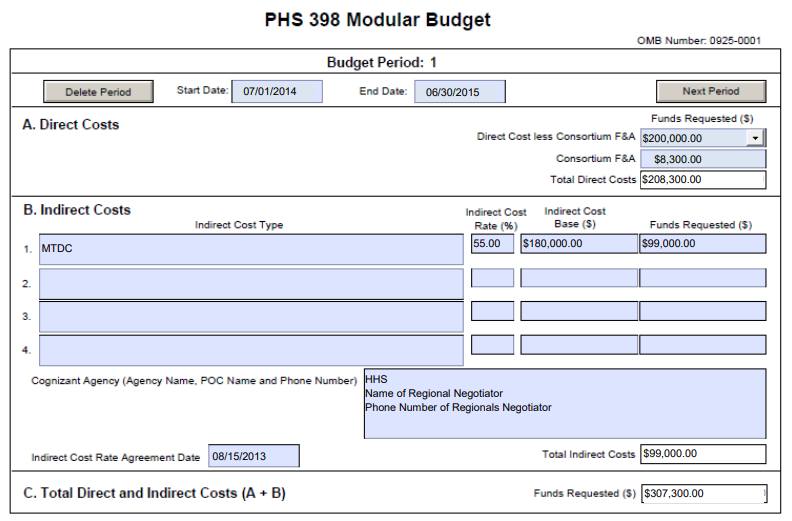 PHS 398 Modular Budget
OMB Number: 0925-0001
Budget Period: 1
Delete Period Start Date: 07/01/2014 End Date: 06/30/2015 Next Period
A. Direct Costs
Funds Requested ($)
Direct Cost less Consortium F&A $200,000.00
Consortium F&A $8,300.00
Total Direct Costs $208,300.00
B. Indirect Costs
Indirect Cost Type
Indirect Cost
Rate (%)
Indirect Cost
Base ($)
Funds Requested ($)
1. MTDC 55.00 $180,000.00 $99,000.00
2.
3.
4.
Cognizant Agency (Agency Name, POC Name and Phone Number) HHS
Name of Regional Negotiator
Phone Number of Regionals Negotiator
Indirect Cost Rate Agreement Date 08/15/2013
Total Indirect Costs $99,000.00
C. Total Direct and Indirect Costs (A + B)
Funds Requested ($) $307,300.00